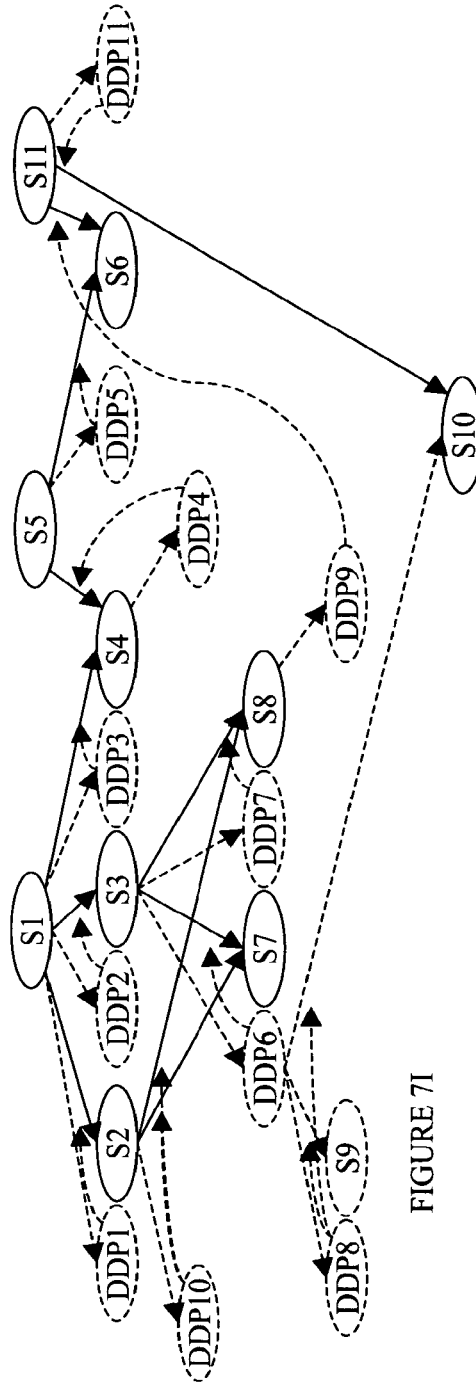 S1
S5
S11
DDP1
S2
DDP2
S3
DDP3
S4
DDP5
S6
DDP11
DDP10
DDP4
DDP6
S7
DDP7
S8
DDP8
S9
DDP9
S10
FIGURE 7I